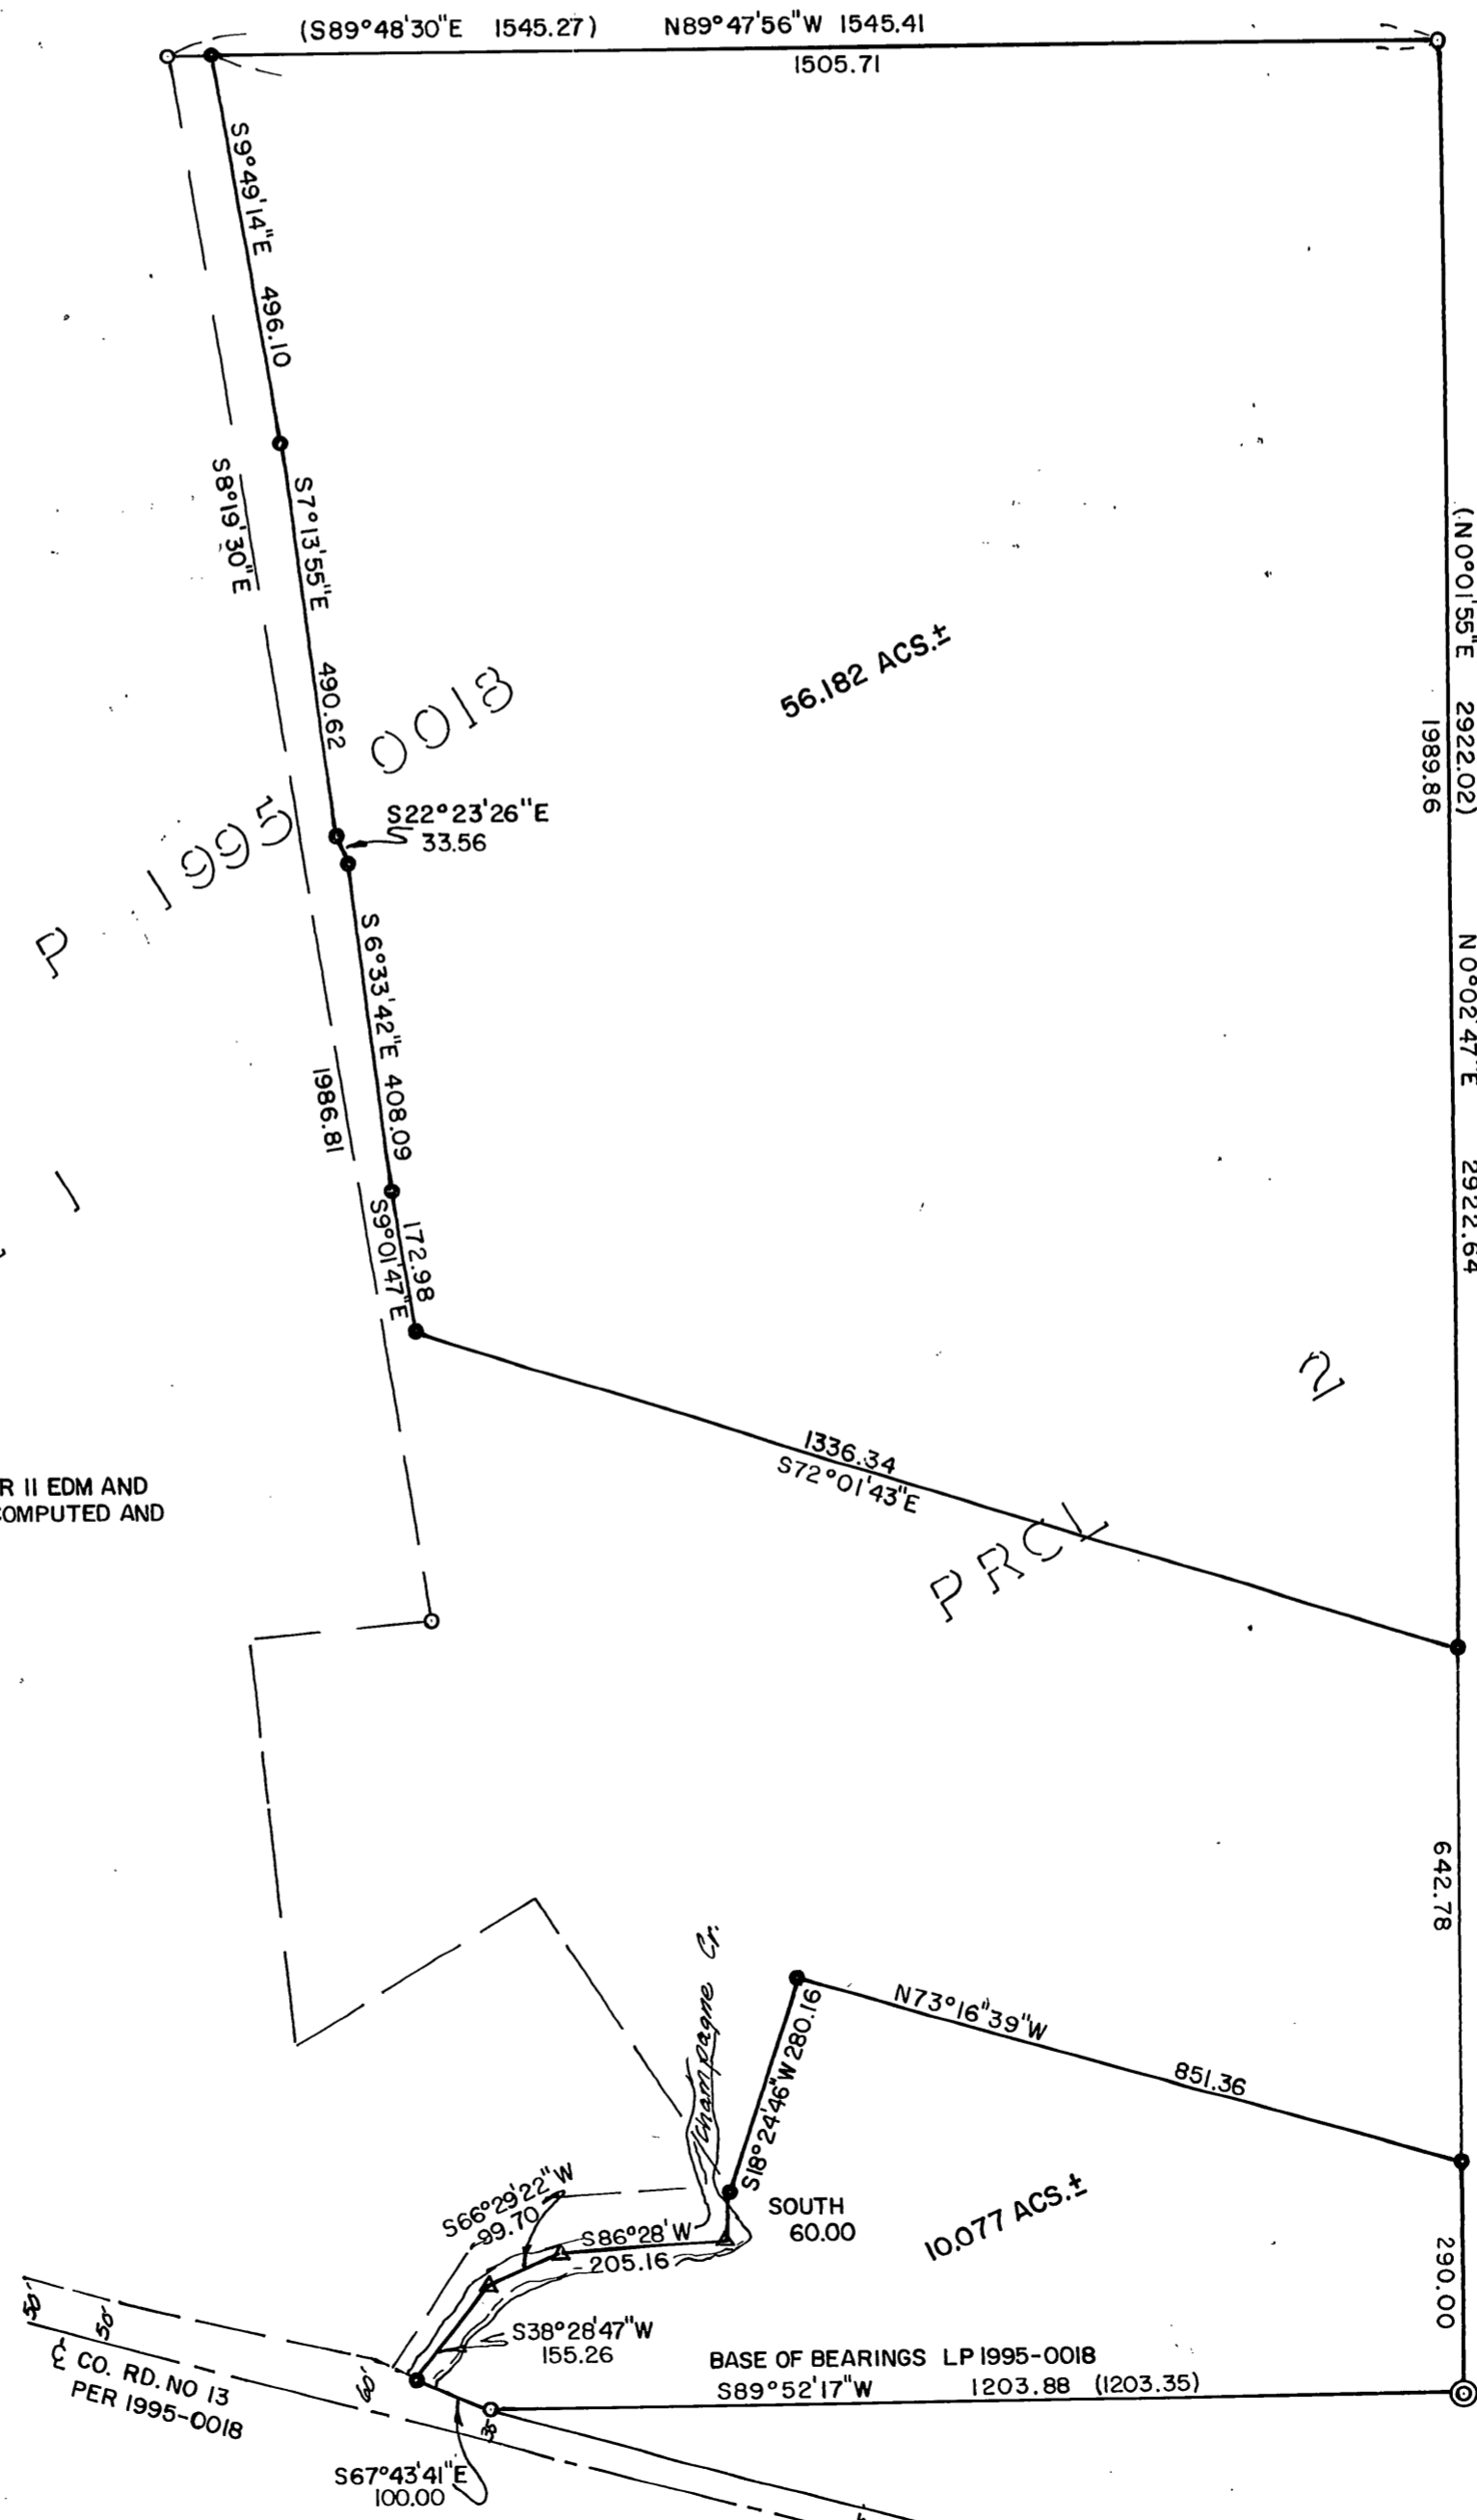 (S89°48'30"E 1545.27) N89°47'56"W 1545.41
1505.71
S9°49'14"E 496.10
(N0°01'55"E 2922.02)
S8°19'30"E
S7°13'55"E 490.62
56.182 ACS.±
1989.86
P 1995 0018
S22°23'26"E
33.56
N0°02'47"E 2922.64
S6°33'42"E 408.09
1986.81
1
172.98
S9°01'47"E
2
1336.34
S72°01'43"E
R II EDM AND
COMPUTED AND
PRCL
642.78
Champagne Cr.
N73°16"39"W
851.36
S18°24'46"W 280.16
S66°29'22"W
99.70
SOUTH
60.00
S86°28'W
205.16
10.077 ACS.±
290.00
50'
50'
S38°28'47"W
155.26
BASE OF BEARINGS LP 1995-0018
S89°52'17"W 1203.88 (1203.35)
℄ CO. RD. NO 13
PER 1995-0018
60'
S67°43'41"E
100.00